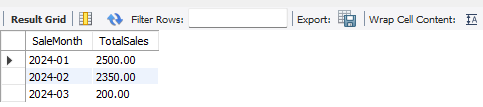 Result Grid Filter Rows: Export: Wrap Cell Content:
SaleMonth TotalSales
2024-01 2500.00
2024-02 2350.00
2024-03 200.00